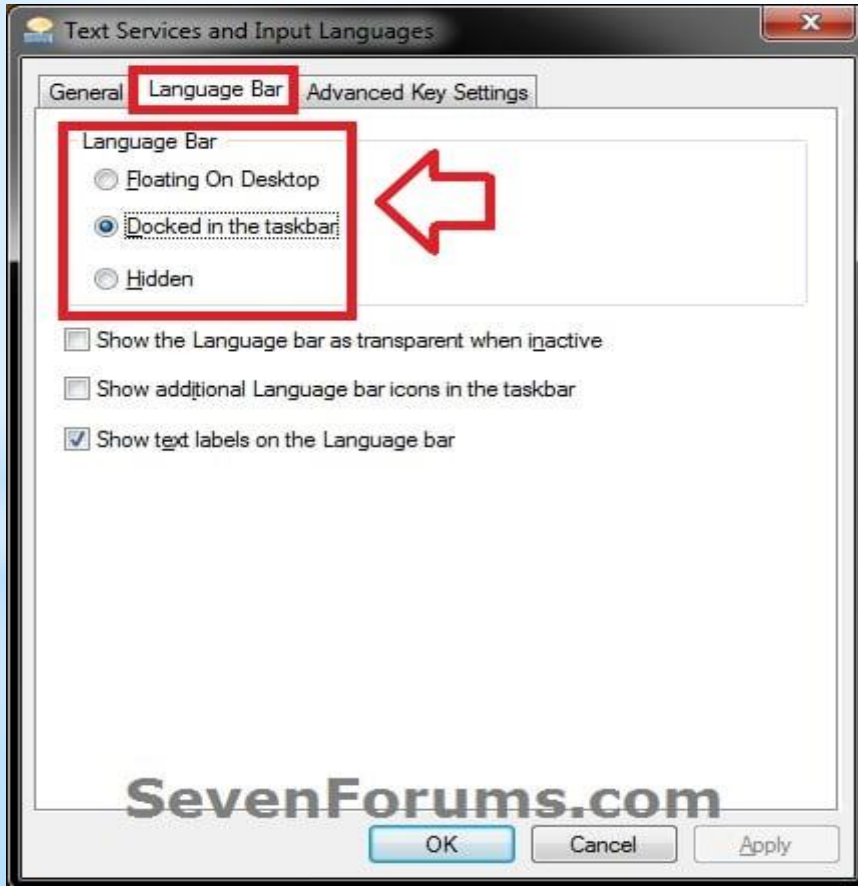 Text Services and Input Languages
General Language Bar Advanced Key Settings
Language Bar
Floating On Desktop
Docked in the taskbar
Hidden
Show the Language bar as transparent when inactive
Show additional Language bar icons in the taskbar
Show text labels on the Language bar
SevenForums.com
OK Cancel Apply